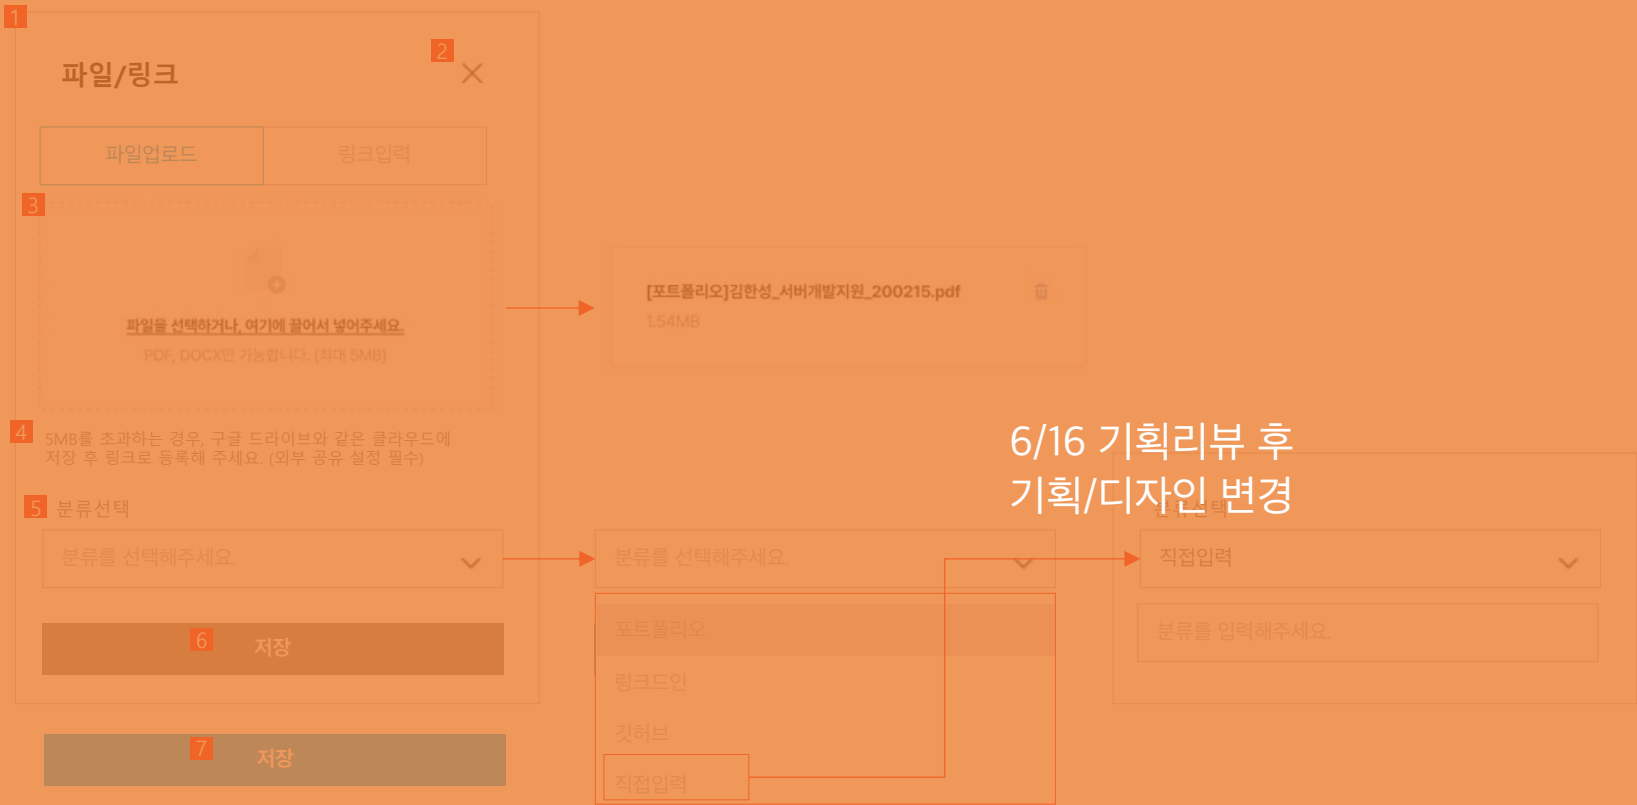 1
2
파일/링크
파일업로드
링크입력
3
파일을 선택하거나, 여기에 끌어서 넣어주세요.
PDF, DOCX만 가능합니다. (최대 5MB)
[포트폴리오]김한성_서버개발지원_200215.pdf
1.54MB
4
5MB를 초과하는 경우, 구글 드라이브와 같은 클라우드에
저장 후 링크로 등록해 주세요. (외부 공유 설정 필수)
6/16 기획리뷰 후
기획/디자인 변경
5
분류선택
분류를 선택해주세요.
분류를 선택해주세요.
포트폴리오
링크드인
깃허브
직접입력
분류선택
직접입력
분류를 입력해주세요.
6
저장
7
저장